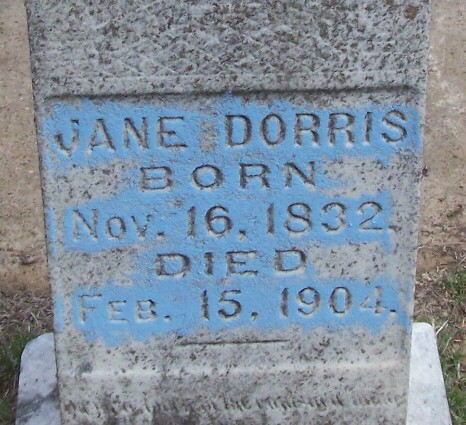 JANE DORRIS
BORN
NOV. 16, 1832.
DIED
FEB. 15, 1904.